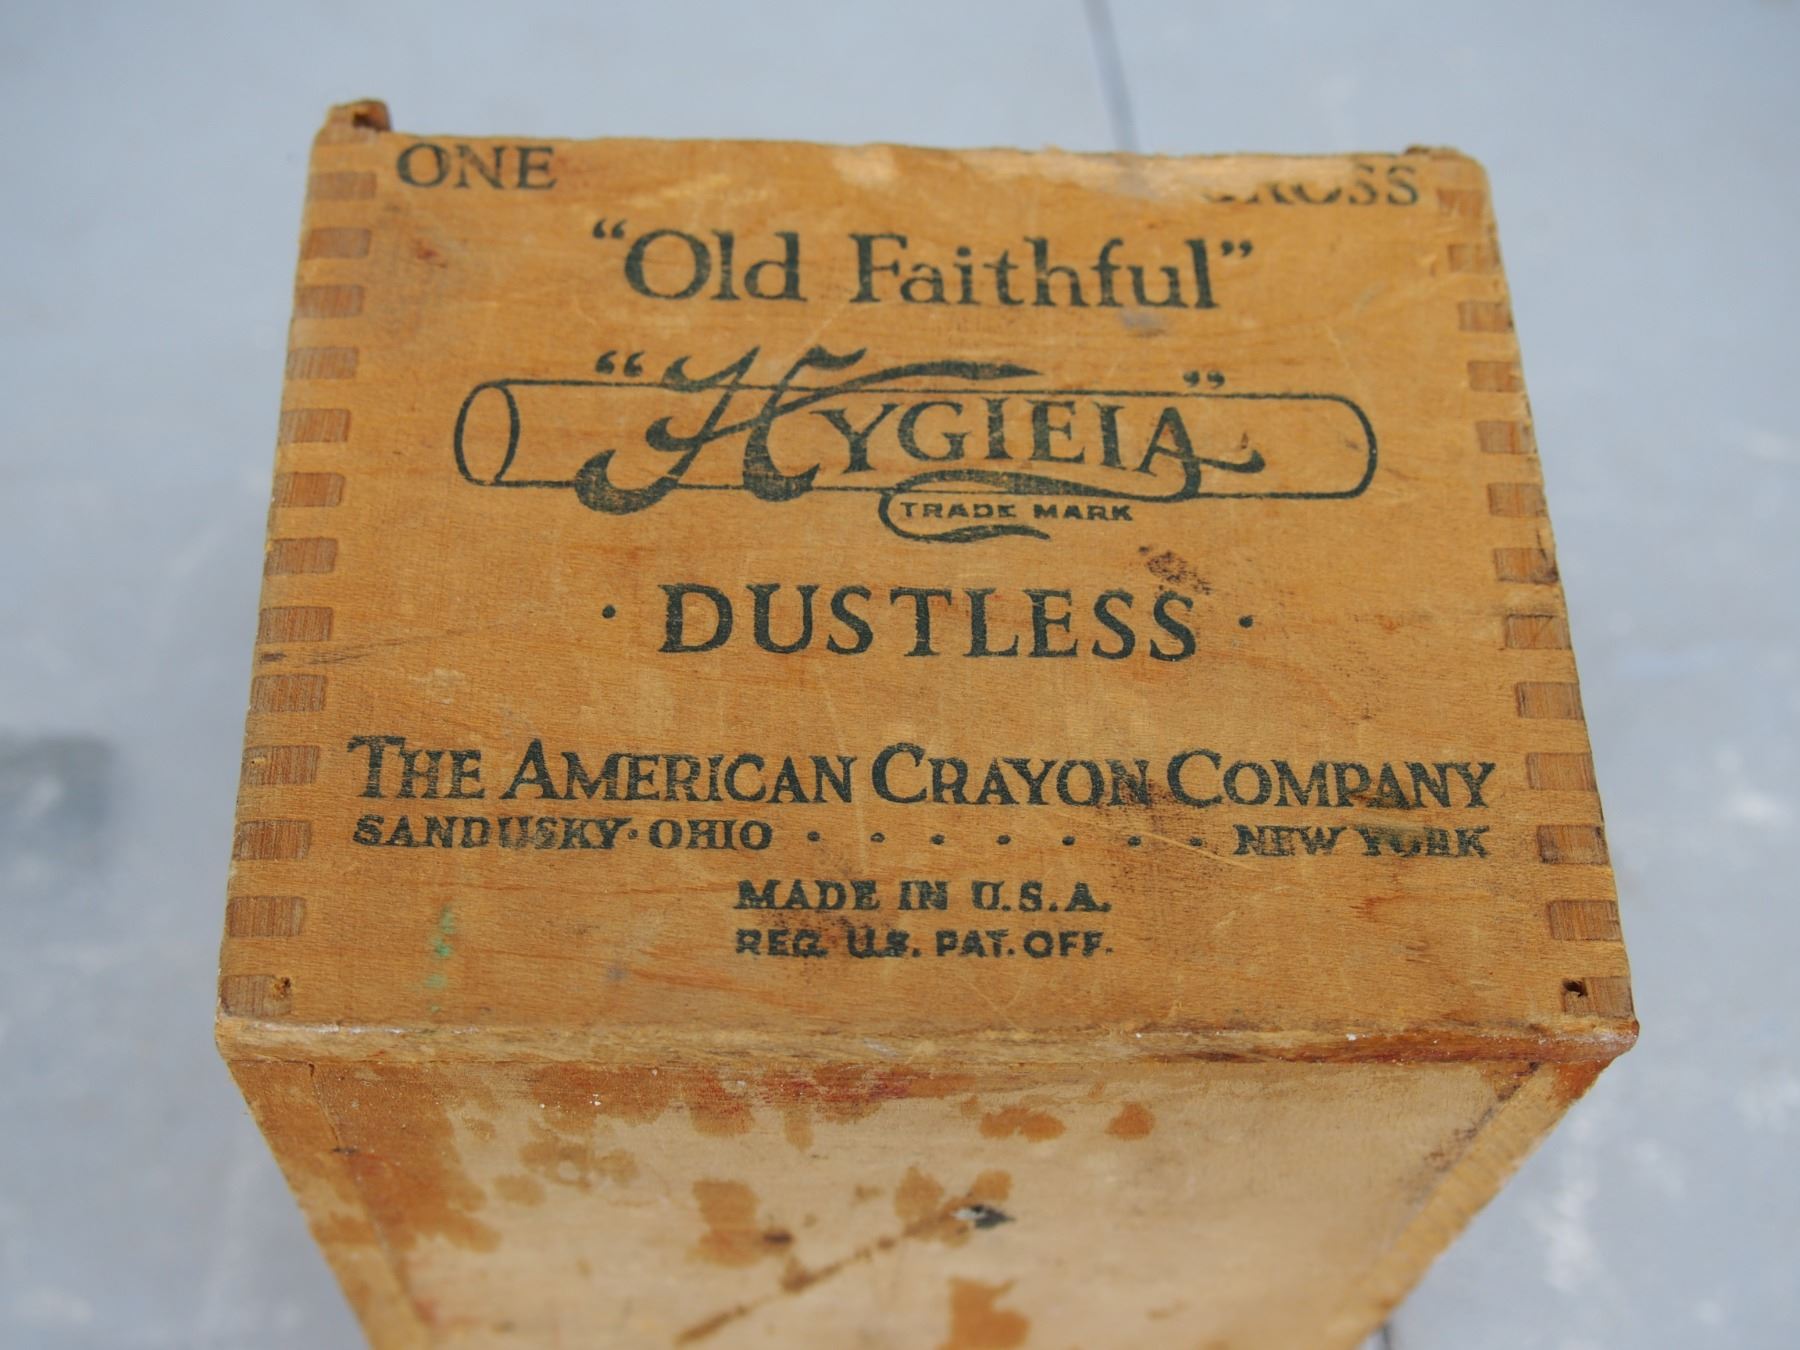 ONE GROSS
“Old Faithful”
“HYGIEIA”
TRADE MARK
· DUSTLESS ·
THE AMERICAN CRAYON COMPANY
SANDUSKY·OHIO · · · · · · · NEW YORK
MADE IN U.S.A.
REG. U.S. PAT. OFF.